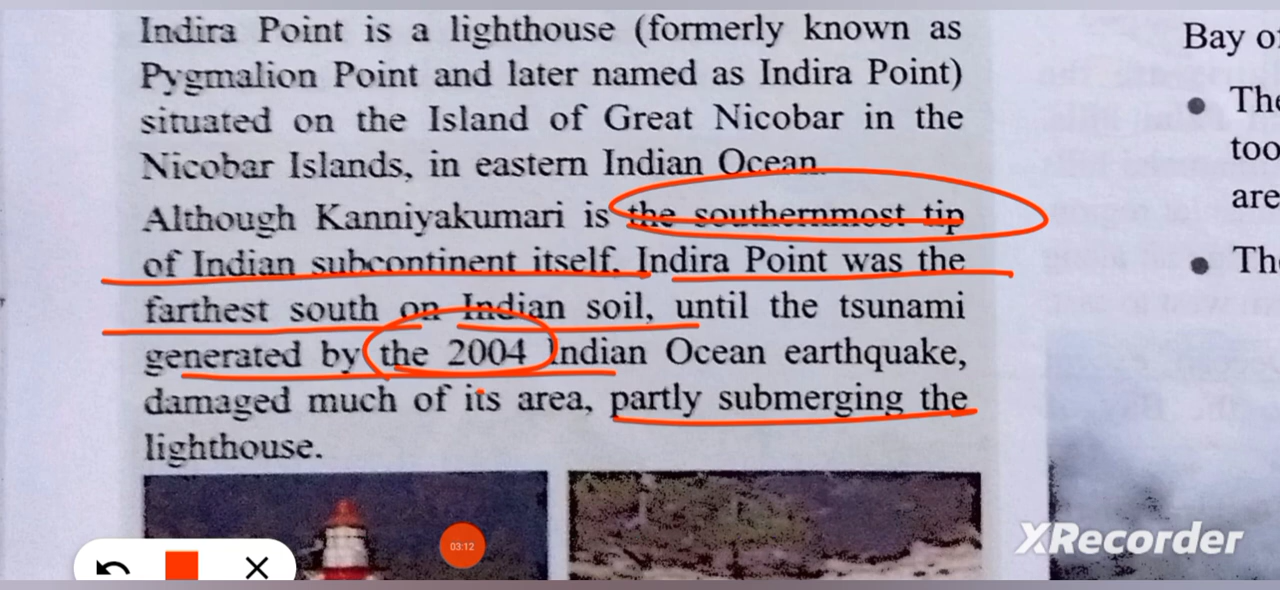 Indira Point is a lighthouse (formerly known as
Pygmalion Point and later named as Indira Point)
situated on the Island of Great Nicobar in the
Nicobar Islands, in eastern Indian Ocean.
Although Kanniyakumari is the southernmost tip
of Indian subcontinent itself, Indira Point was the
farthest south on Indian soil, until the tsunami
generated by the 2004 Indian Ocean earthquake,
damaged much of its area, partly submerging the
lighthouse.
03:12
Bay of
The
too
are
XRecorder